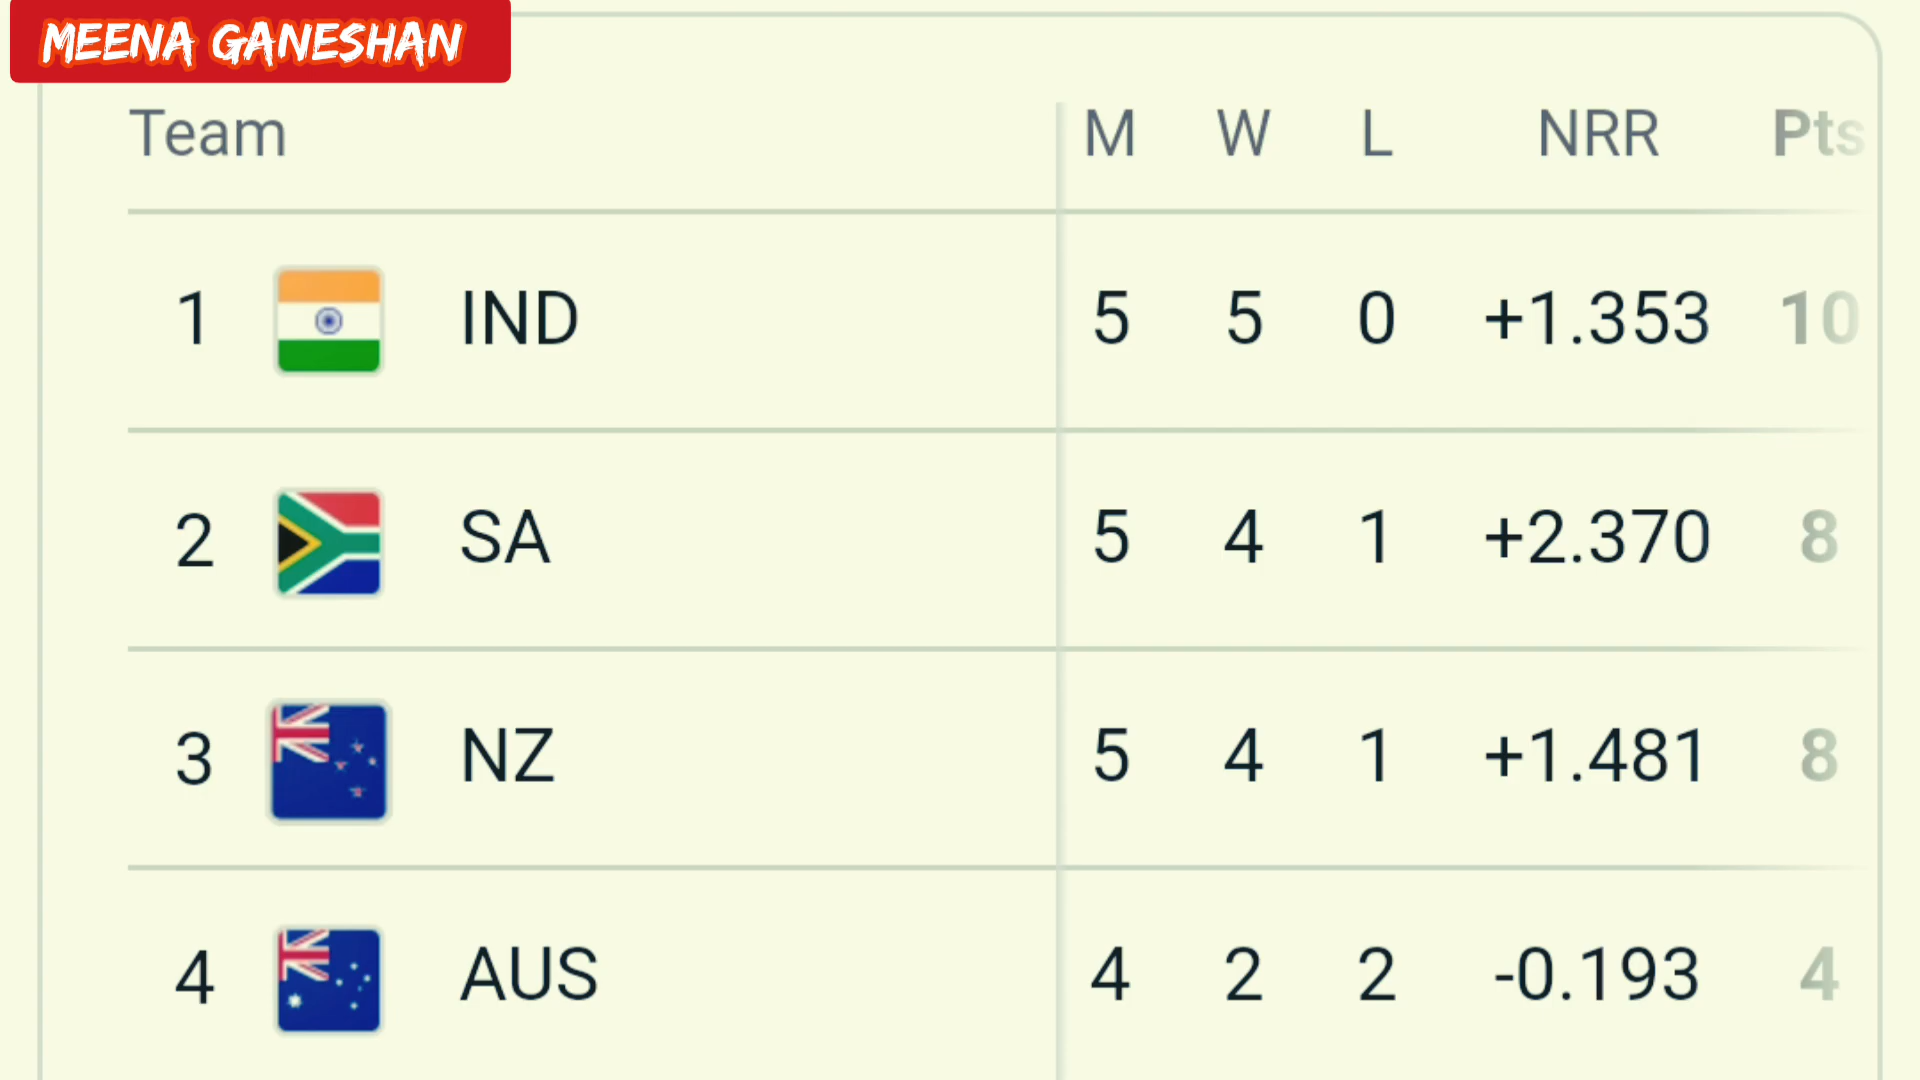 MEENA GANESHAN
Team M W L NRR Pts
1 IND 5 5 0 +1.353 10
2 SA 5 4 1 +2.370 8
3 NZ 5 4 1 +1.481 8
4 AUS 4 2 2 -0.193 4